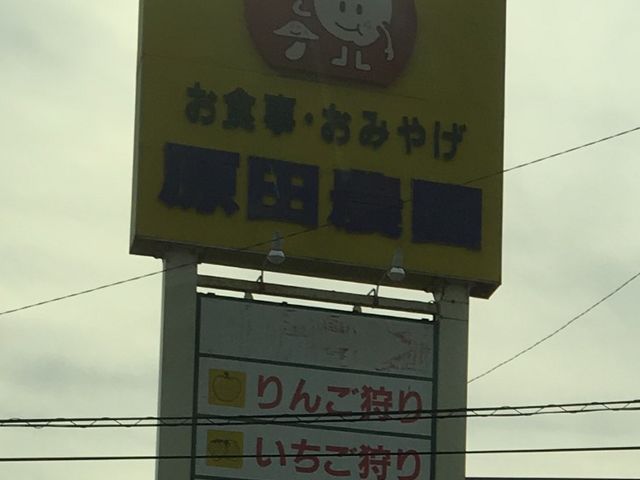 お食事・おみやげ
原田農園
りんご狩り
いちご狩り